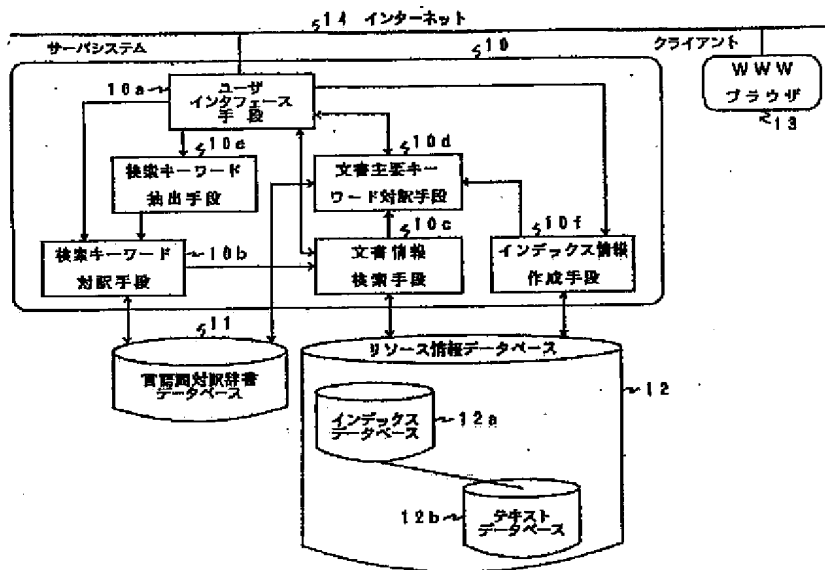 14 インターネット
サーバシステム
10
クライアント
WWW
ブラウザ
13
10a
ユーザ
インタフェース
手段
10e
検索キーワード
抽出手段
10d
文書主要キー
ワード対訳手段
10f
インデックス情報
作成手段
10c
文書情報
検索手段
10b
検索キーワード
対訳手段
11
言語間対訳辞書
データベース
リソース情報データベース
12
インデックス
データベース
12a
テキスト
データベース
12b